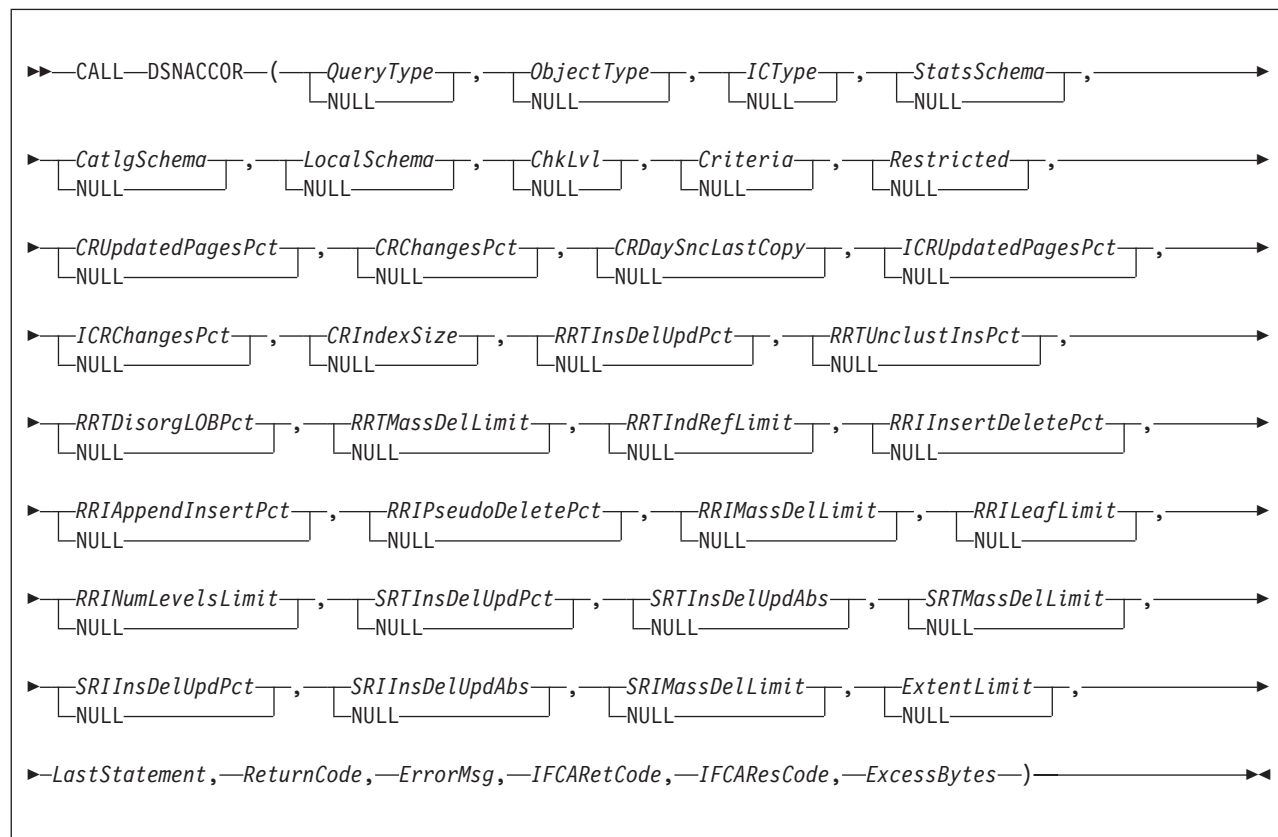 CALL DSNACCOR ( QueryType , ObjectType , ICType , StatsSchema ,
NULL NULL NULL NULL
CatlgSchema , LocalSchema , ChkLvl , Criteria , Restricted ,
NULL NULL NULL NULL NULL
CRUpdatedPagesPct , CRChangesPct , CRDaySncLastCopy , ICRUpdatedPagesPct ,
NULL NULL NULL NULL
ICRChangesPct , CRIndexSize , RRTInsDelUpdPct , RRTUnclustInsPct ,
NULL NULL NULL NULL
RRTDisorgLOBPct , RRTMassDelLimit , RRTIndRefLimit , RRIInsertDeletePct ,
NULL NULL NULL NULL
RRIAppendInsertPct , RRIPseudoDeletePct , RRIMassDelLimit , RRILeafLimit ,
NULL NULL NULL NULL
RRINumLevelsLimit , SRTInsDelUpdPct , SRTInsDelUpdAbs , SRTMassDelLimit ,
NULL NULL NULL NULL
SRIInsDelUpdPct , SRIInsDelUpdAbs , SRIMassDelLimit , ExtentLimit ,
NULL NULL NULL NULL
LastStatement, ReturnCode, ErrorMsg, IFCARetCode, IFCAResCode, ExcessBytes )